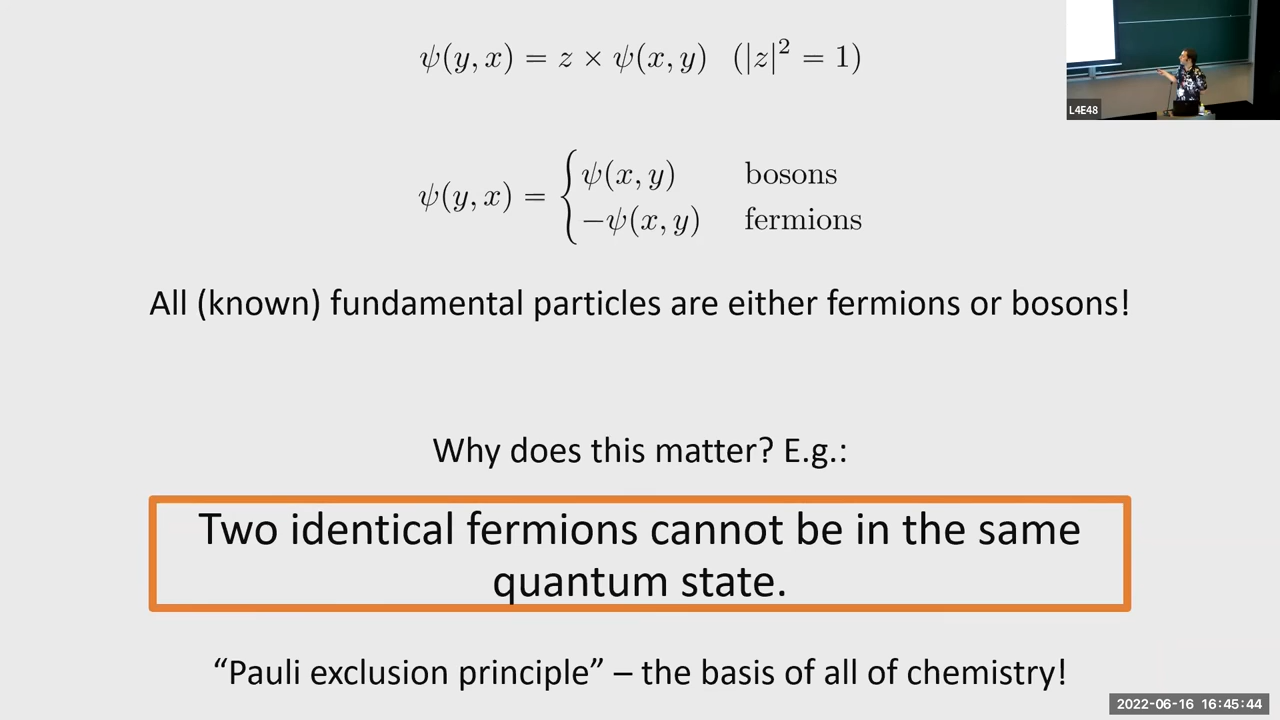 ψ(y, x) = z × ψ(x, y) (|z|² = 1)
L4E48
ψ(y, x) = { ψ(x, y) bosons
−ψ(x, y) fermions
All (known) fundamental particles are either fermions or bosons!
Why does this matter? E.g.:
Two identical fermions cannot be in the same
quantum state.
“Pauli exclusion principle” – the basis of all of chemistry!
2022-06-16 16:45:44